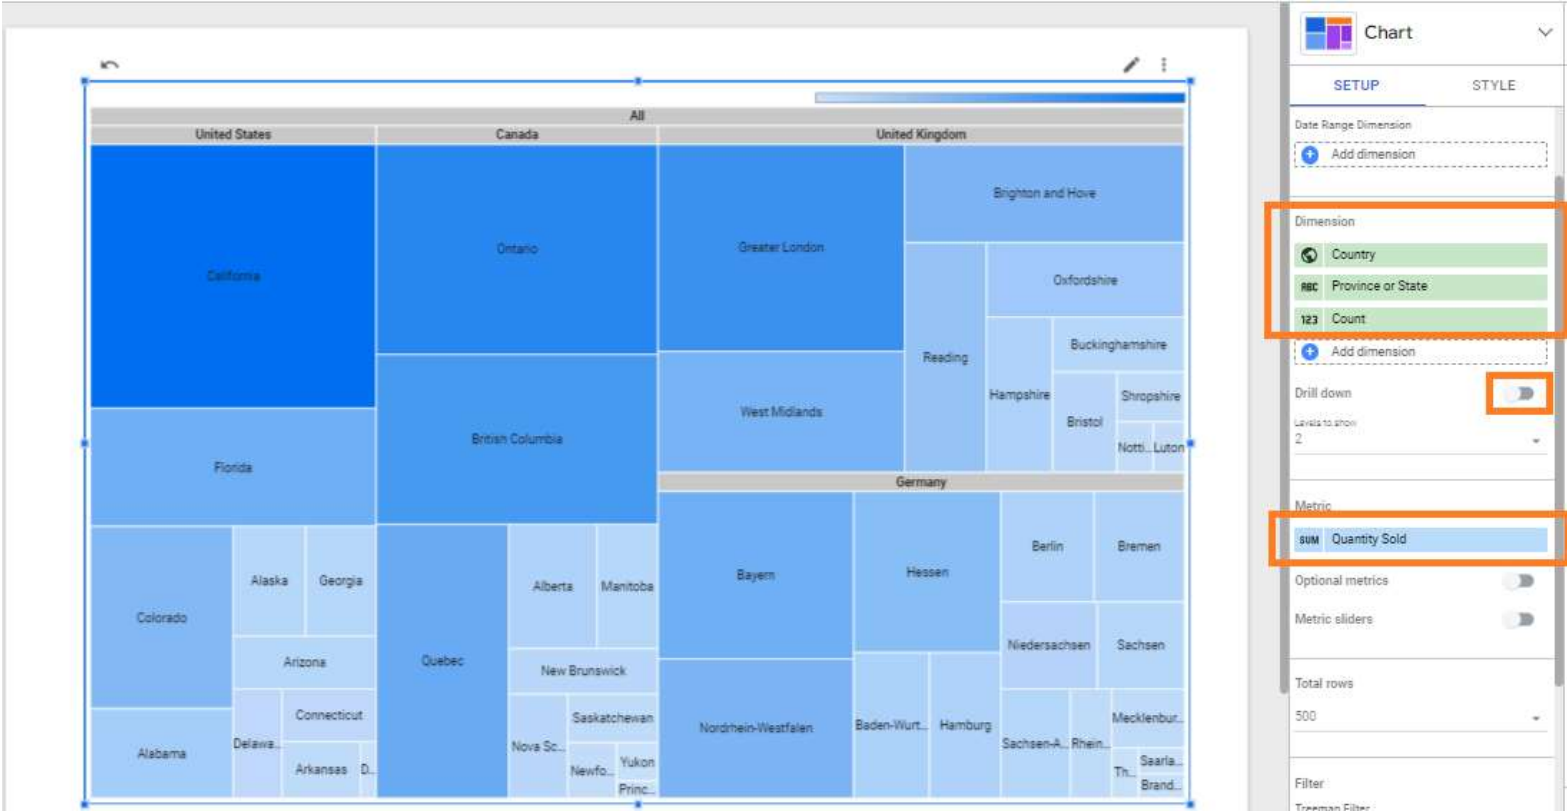 All
United States
Canada
United Kingdom
California
Ontario
Greater London
Brighton and Hove
Oxfordshire
Reading
Buckinghamshire
Hampshire
Shropshire
Bristol
Notti...
Luton
West Midlands
British Columbia
Florida
Germany
Colorado
Alaska
Georgia
Arizona
Connecticut
Delawa...
Arkansas
D...
Alabama
Quebec
Alberta
Manitoba
New Brunswick
Saskatchewan
Nova Sc...
Newfo...
Yukon
Princ...
Bayern
Hessen
Berlin
Bremen
Niedersachsen
Sachsen
Nordrhein-Westfalen
Baden-Wurt...
Hamburg
Sachsen-A...
Rhein...
Mecklenbur...
Th...
Saarla...
Brand...
Chart
SETUP
STYLE
Date Range Dimension
Add dimension
Dimension
Country
ABC Province or State
123 Count
Add dimension
Drill down
Levels to show
2
Metric
SUM Quantity Sold
Optional metrics
Metric sliders
Total rows
500
Filter
Treemap Filter